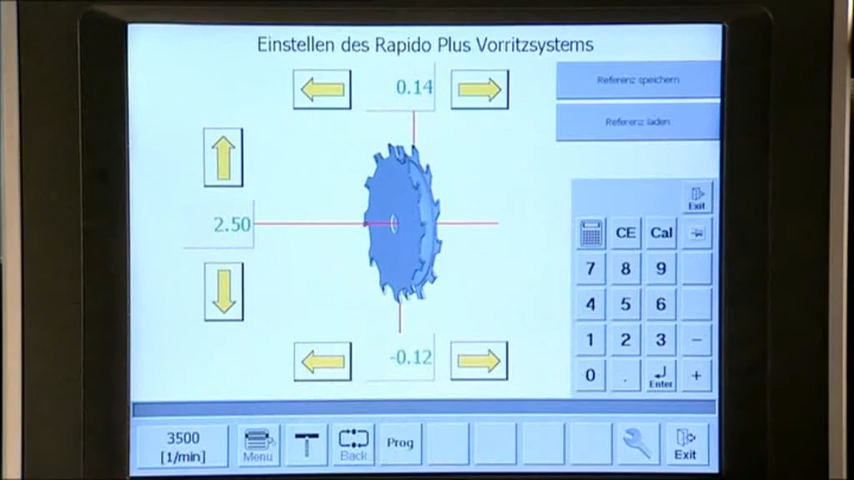 Einstellen des Rapido Plus Vorritzsystems
0.14
Referenz speichern
Referenz laden
2.50
Exit
CE Cal
7 8 9
4 5 6
1 2 3 −
0 . Enter +
-0.12
3500
[1/min]
Menu
Back
Prog
Exit